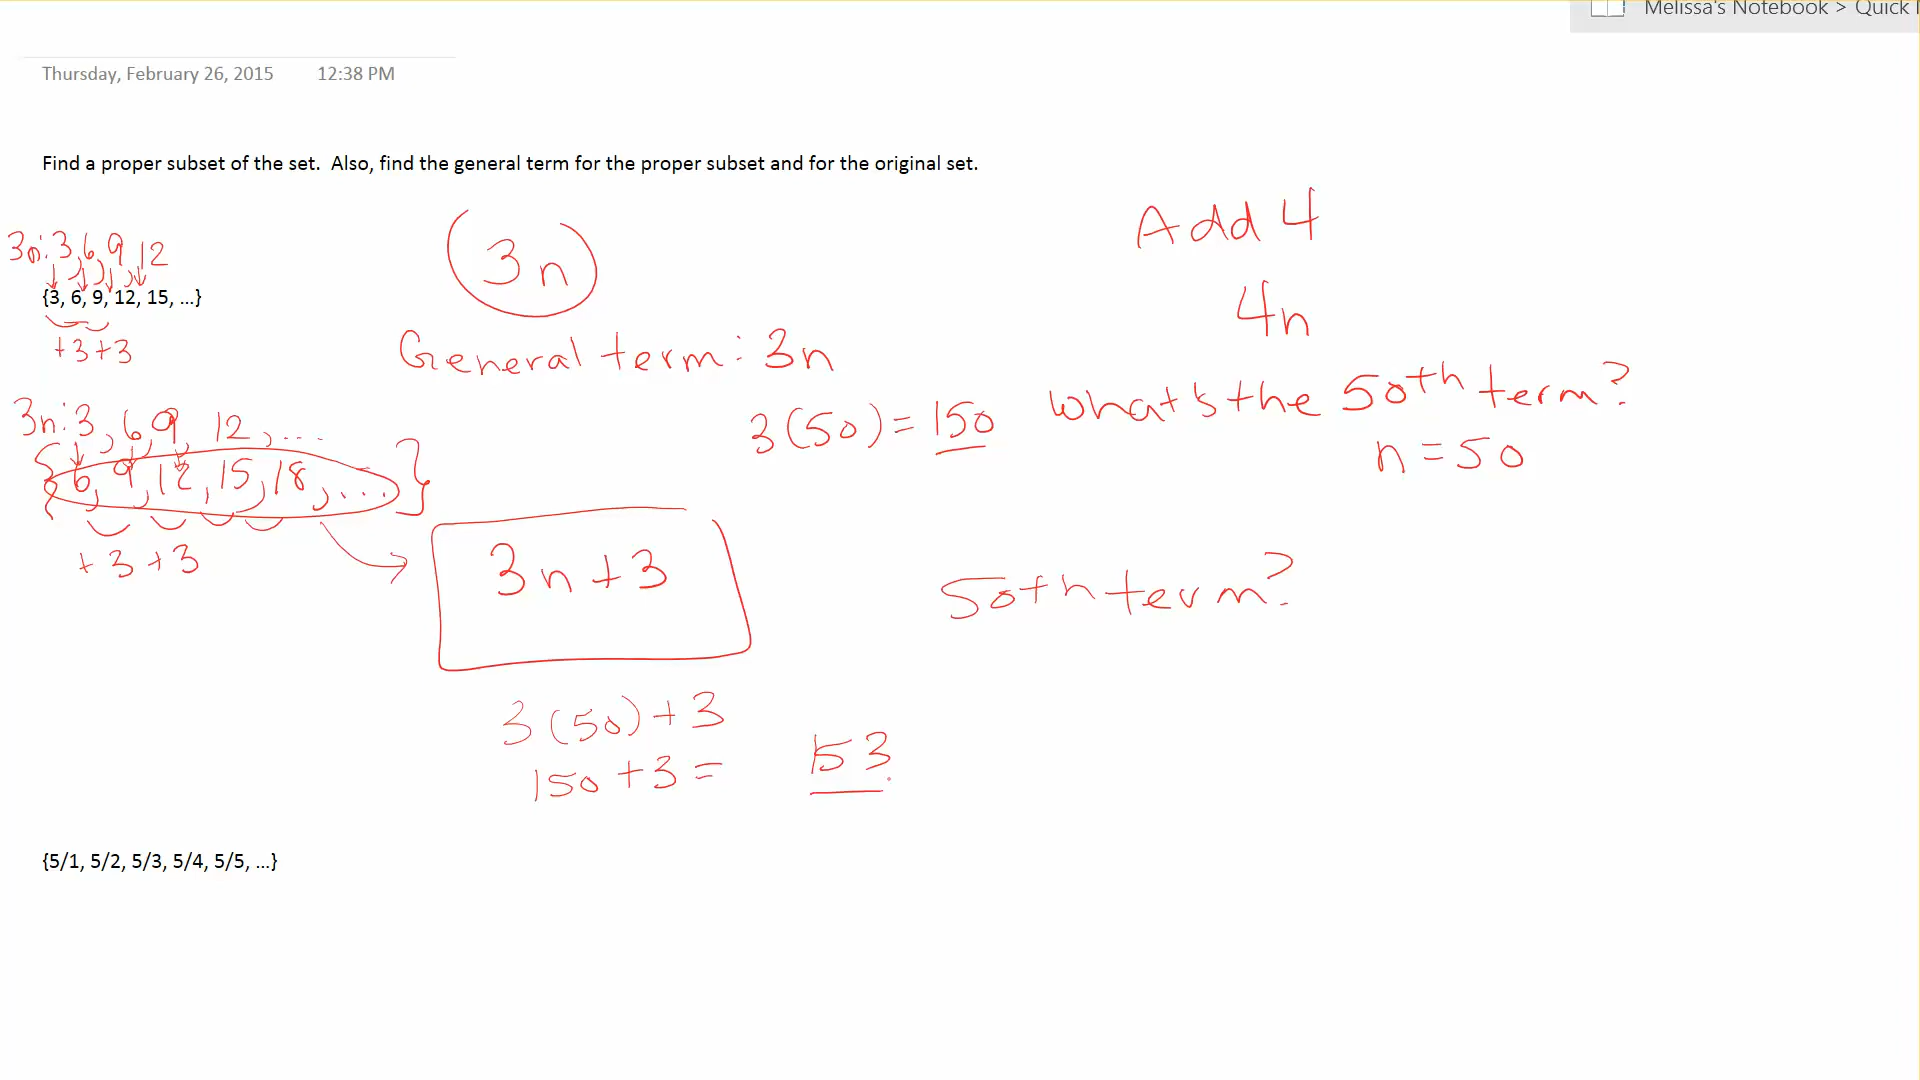 Melissa's Notebook > Quick
Thursday, February 26, 2015 12:38 PM
Find a proper subset of the set. Also, find the general term for the proper subset and for the original set.
Add 4
3n: 3, 6, 9, 12
3n
{3, 6, 9, 12, 15, ...}
4n
+3 +3
General term: 3n
What's the 50th term?
3n: 3, 6, 9, 12, ...
3(50) = 150
n = 50
{6, 9, 12, 15, 18, ...}
+3 +3
3n + 3
50th term?
3(50) + 3
150 + 3 = 153
{5/1, 5/2, 5/3, 5/4, 5/5, ...}